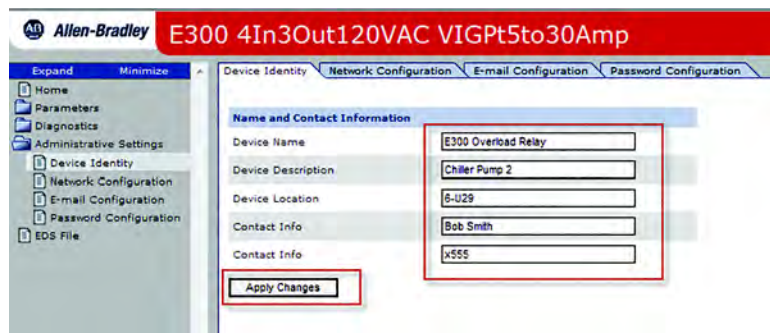 AB Allen-Bradley E300 4In3Out120VAC VIGPt5to30Amp
Expand Minimize
Home
Parameters
Diagnostics
Administrative Settings
Device Identity
Network Configuration
E-mail Configuration
Password Configuration
EDS File
Device Identity Network Configuration E-mail Configuration Password Configuration
Name and Contact Information
Device Name E300 Overload Relay
Device Description Chiller Pump 2
Device Location 6-U29
Contact Info Bob Smith
Contact Info x555
Apply Changes